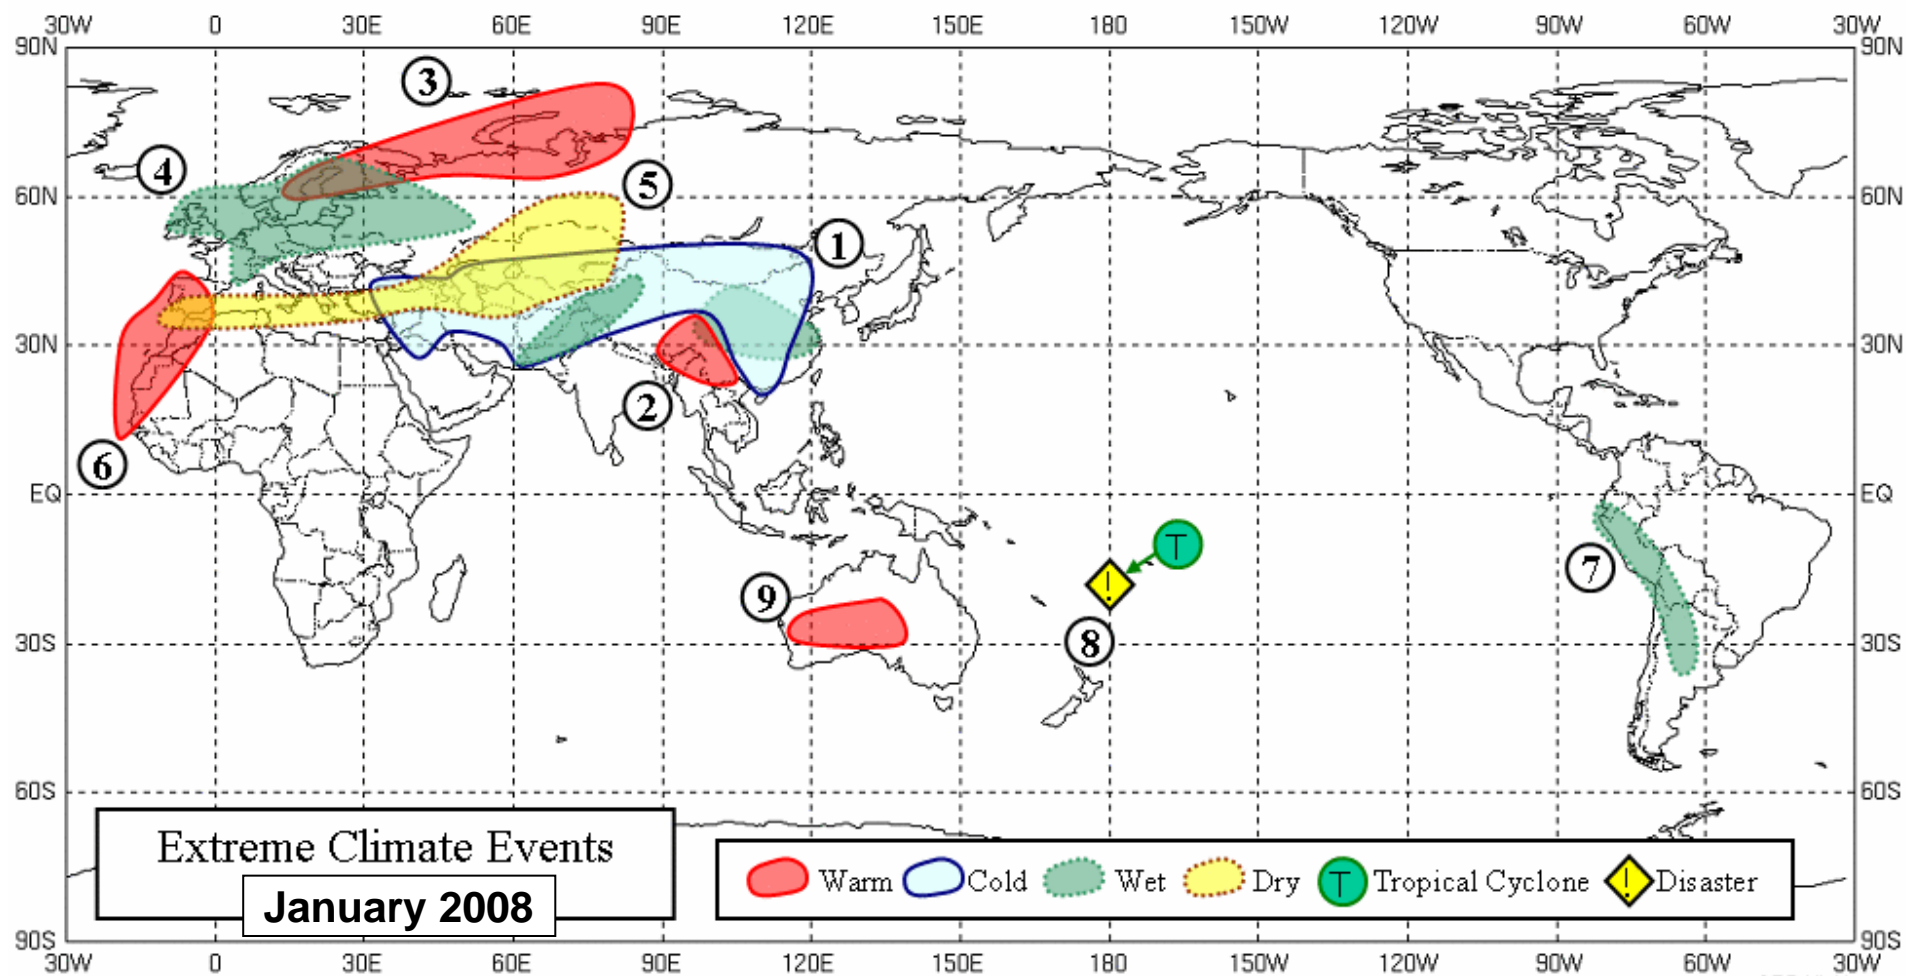 30W 0 30E 60E 90E 120E 150E 180 150W 120W 90W 60W 30W
90N 90N
3
4
5
60N 60N
1
30N 30N
2
6
EQ EQ
T
7
!
9
8
30S 30S
60S 60S
Extreme Climate Events
January 2008
Warm Cold Wet Dry T Tropical Cyclone ! Disaster
90S 90S
30W 0 30E 60E 90E 120E 150E 180 150W 120W 90W 60W 30W